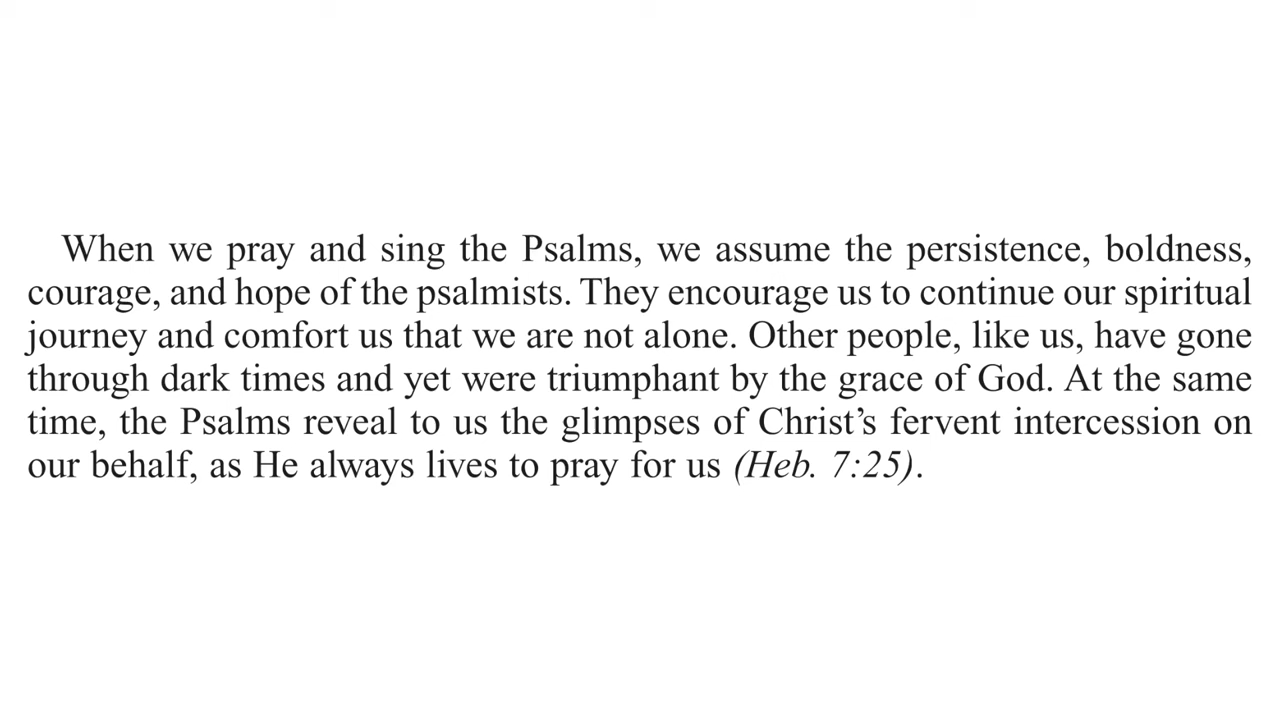 When we pray and sing the Psalms, we assume the persistence, boldness,
courage, and hope of the psalmists. They encourage us to continue our spiritual
journey and comfort us that we are not alone. Other people, like us, have gone
through dark times and yet were triumphant by the grace of God. At the same
time, the Psalms reveal to us the glimpses of Christ’s fervent intercession on
our behalf, as He always lives to pray for us (Heb. 7:25).